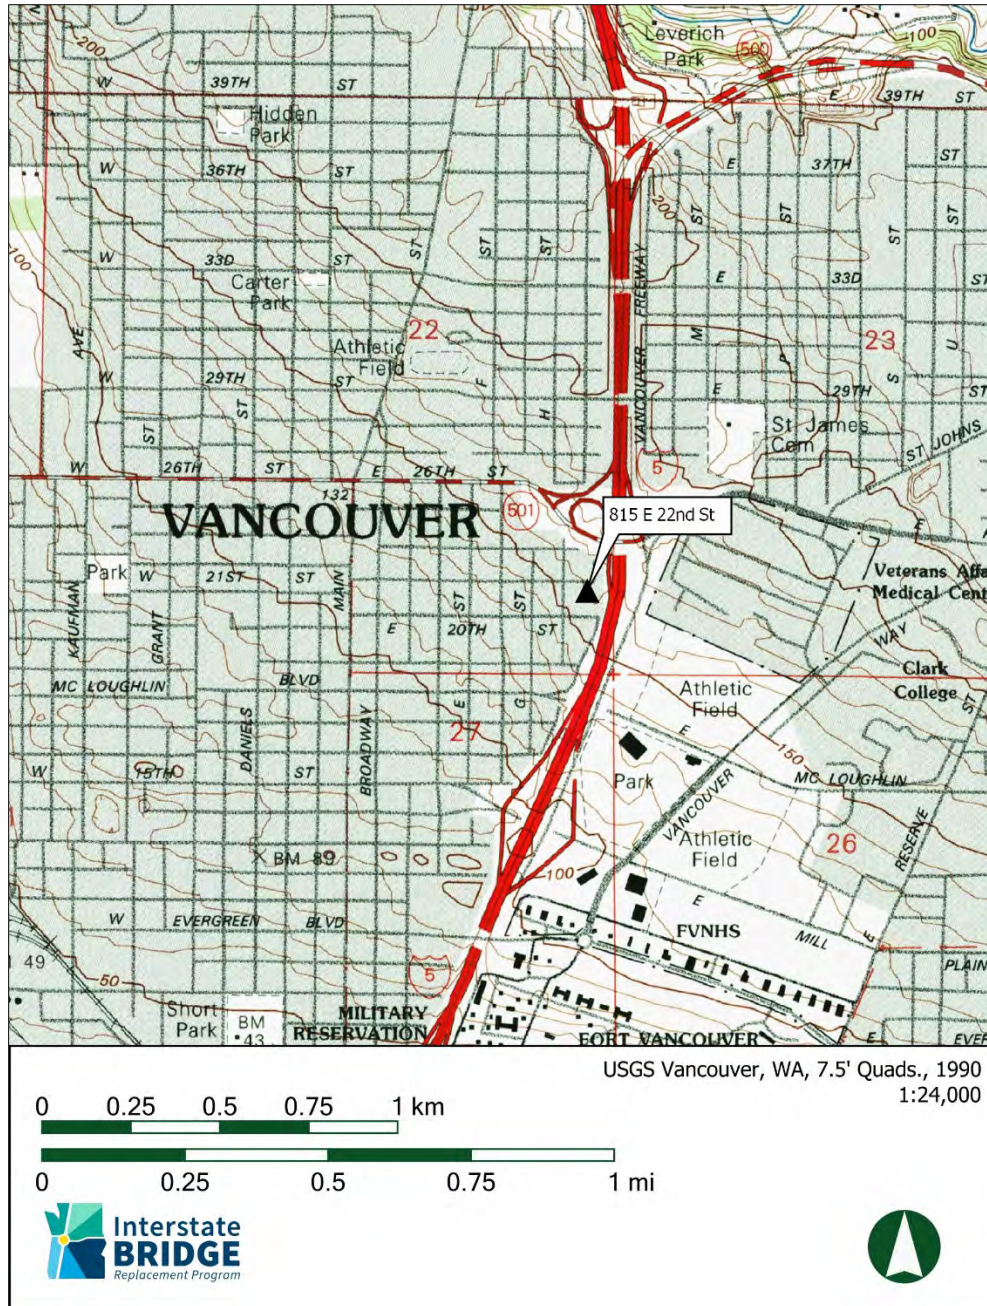 200
W 39TH ST
Hidden
Park
W 36TH ST
Leverich
Park
500
100
E 39TH ST
E 37TH ST
200
ST
ST
ST
ST
ST
ST
100
W 33D ST
Carter
Park
FREEWAY
E 33D ST
AVE
22
23
Athletic
Field
F
H
VANCOUVER
M
P
S
U
W 29TH ST
E 29TH ST
ST
ST
St James
Cem
ST JOHNS
W 26TH ST E 26TH ST
5
132
VANCOUVER
501
815 E 22nd St
Park
W 21ST ST
MAIN
ST
ST
Veterans Affa
Medical Cent
KAUFMAN
GRANT
E 20TH ST
WAY
Clark
College
MC LOUGHLIN BLVD
E
G
Athletic
Field
ST
DANIELS
BROADWAY
27
E
150
W 15TH ST
Park
MC LOUGHLIN
VANCOUVER
Athletic
Field
26
RESERVE
BM 89
100
E
W EVERGREEN BLVD
FVNHS
MILL
E
PLAIN
49
5
50
Short
Park
BM
43
MILITARY
RESERVATION
FORT VANCOUVER
E EVER
USGS Vancouver, WA, 7.5' Quads., 1990
1:24,000
0 0.25 0.5 0.75 1 km
0 0.25 0.5 0.75 1 mi
Interstate
BRIDGE
Replacement Program